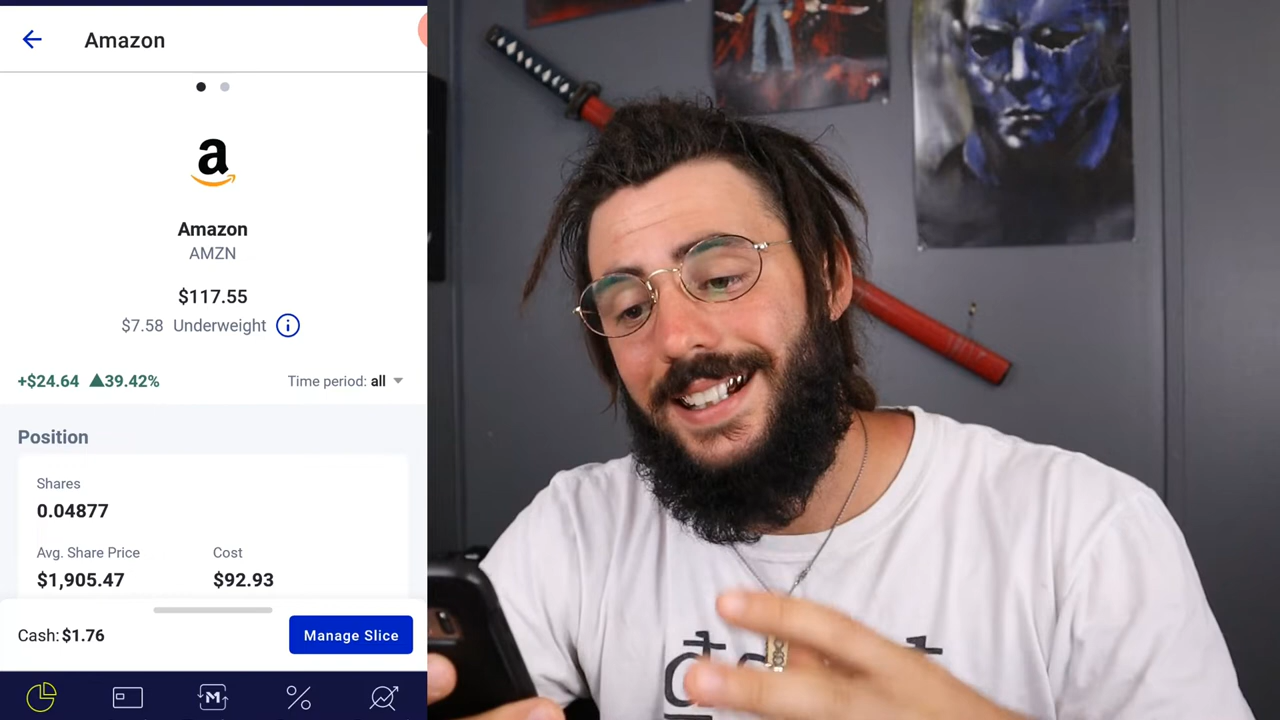 Amazon
a
Amazon
AMZN
$117.55
$7.58 Underweight i
+$24.64 ▲39.42% Time period: all
Position
Shares
0.04877
Avg. Share Price Cost
$1,905.47 $92.93
Cash: $1.76 Manage Slice
M %